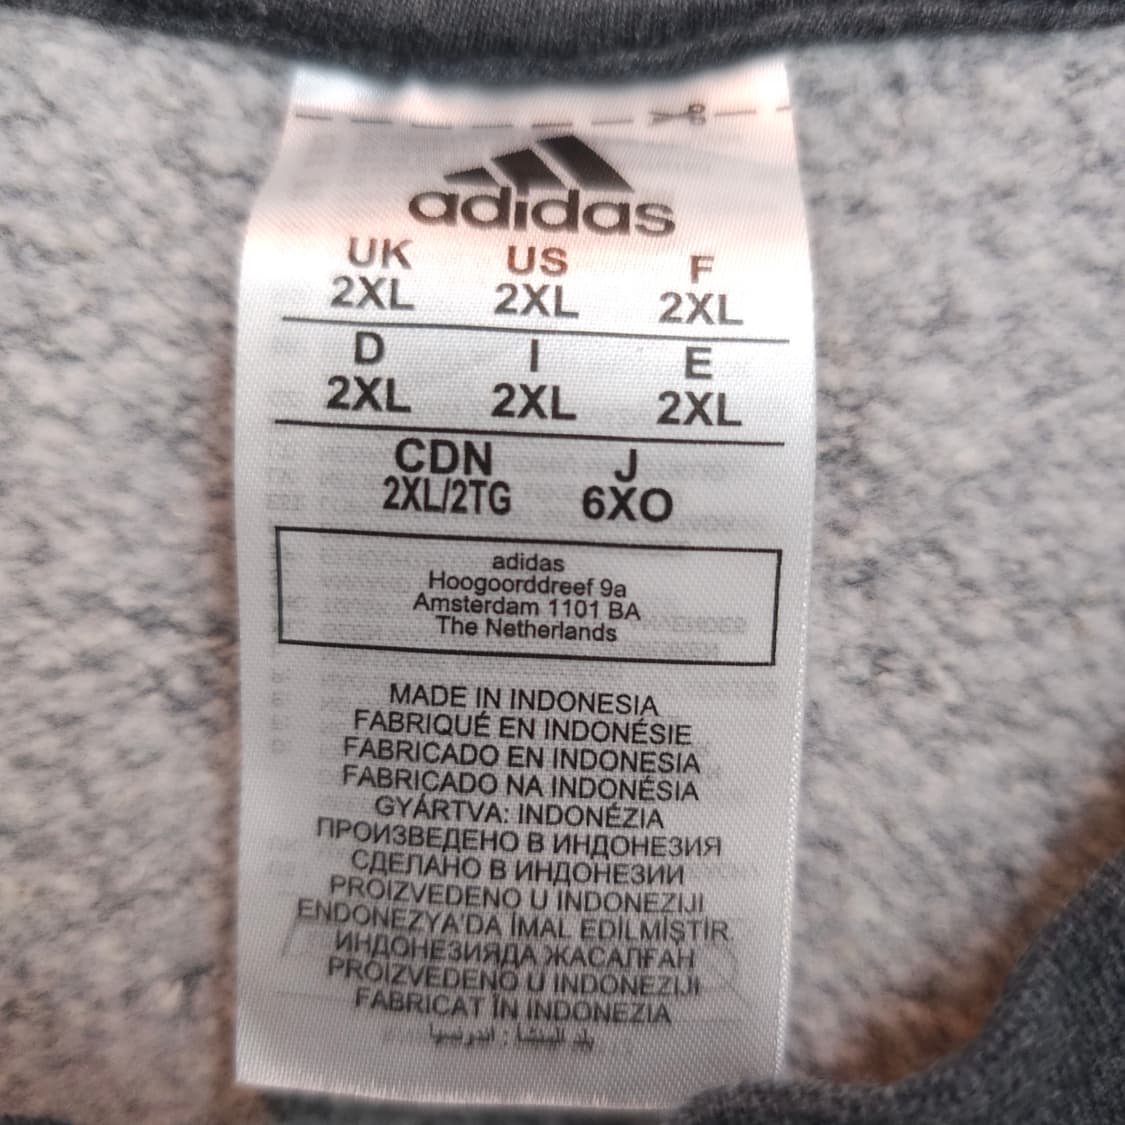 adidas
UK US F
2XL 2XL 2XL
D I E
2XL 2XL 2XL
CDN J
2XL/2TG 6XO
adidas
Hoogoorddreef 9a
Amsterdam 1101 BA
The Netherlands
MADE IN INDONESIA
FABRIQUÉ EN INDONÉSIE
FABRICADO EN INDONESIA
FABRICADO NA INDONÉSIA
GYÁRTVA: INDONÉZIA
ПРОИЗВЕДЕНО В ИНДОНЕЗИЯ
СДЕЛАНО В ИНДОНЕЗИИ
PROIZVEDENO U INDONEZIJI
ENDONEZYA'DA İMAL EDİLMİŞTİR
ИНДОНЕЗИЯДА ЖАСАЛҒАН
PROIZVEDENO U INDONEZIJI
FABRICAT ÎN INDONEZIA
بلد المنشأ :